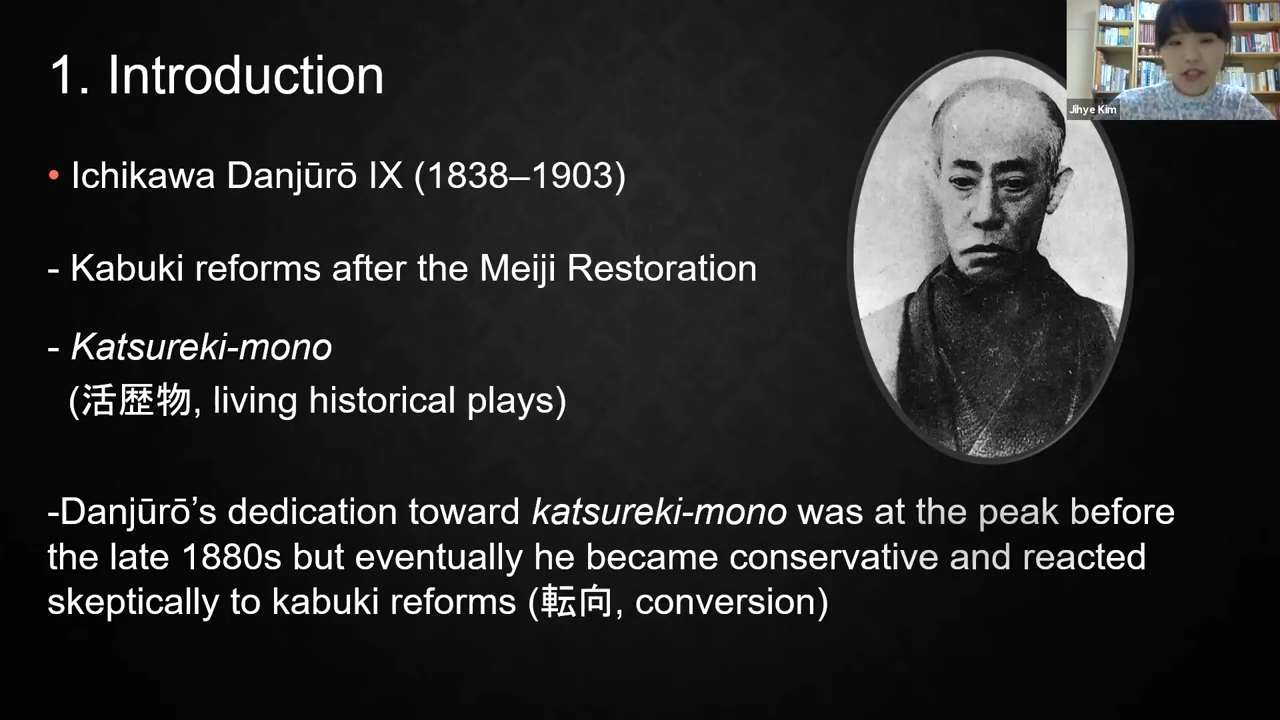 1. Introduction
Jihye Kim
• Ichikawa Danjūrō IX (1838–1903)
- Kabuki reforms after the Meiji Restoration
- Katsureki-mono
(活歴物, living historical plays)
-Danjūrō’s dedication toward katsureki-mono was at the peak before
the late 1880s but eventually he became conservative and reacted
skeptically to kabuki reforms (転向, conversion)